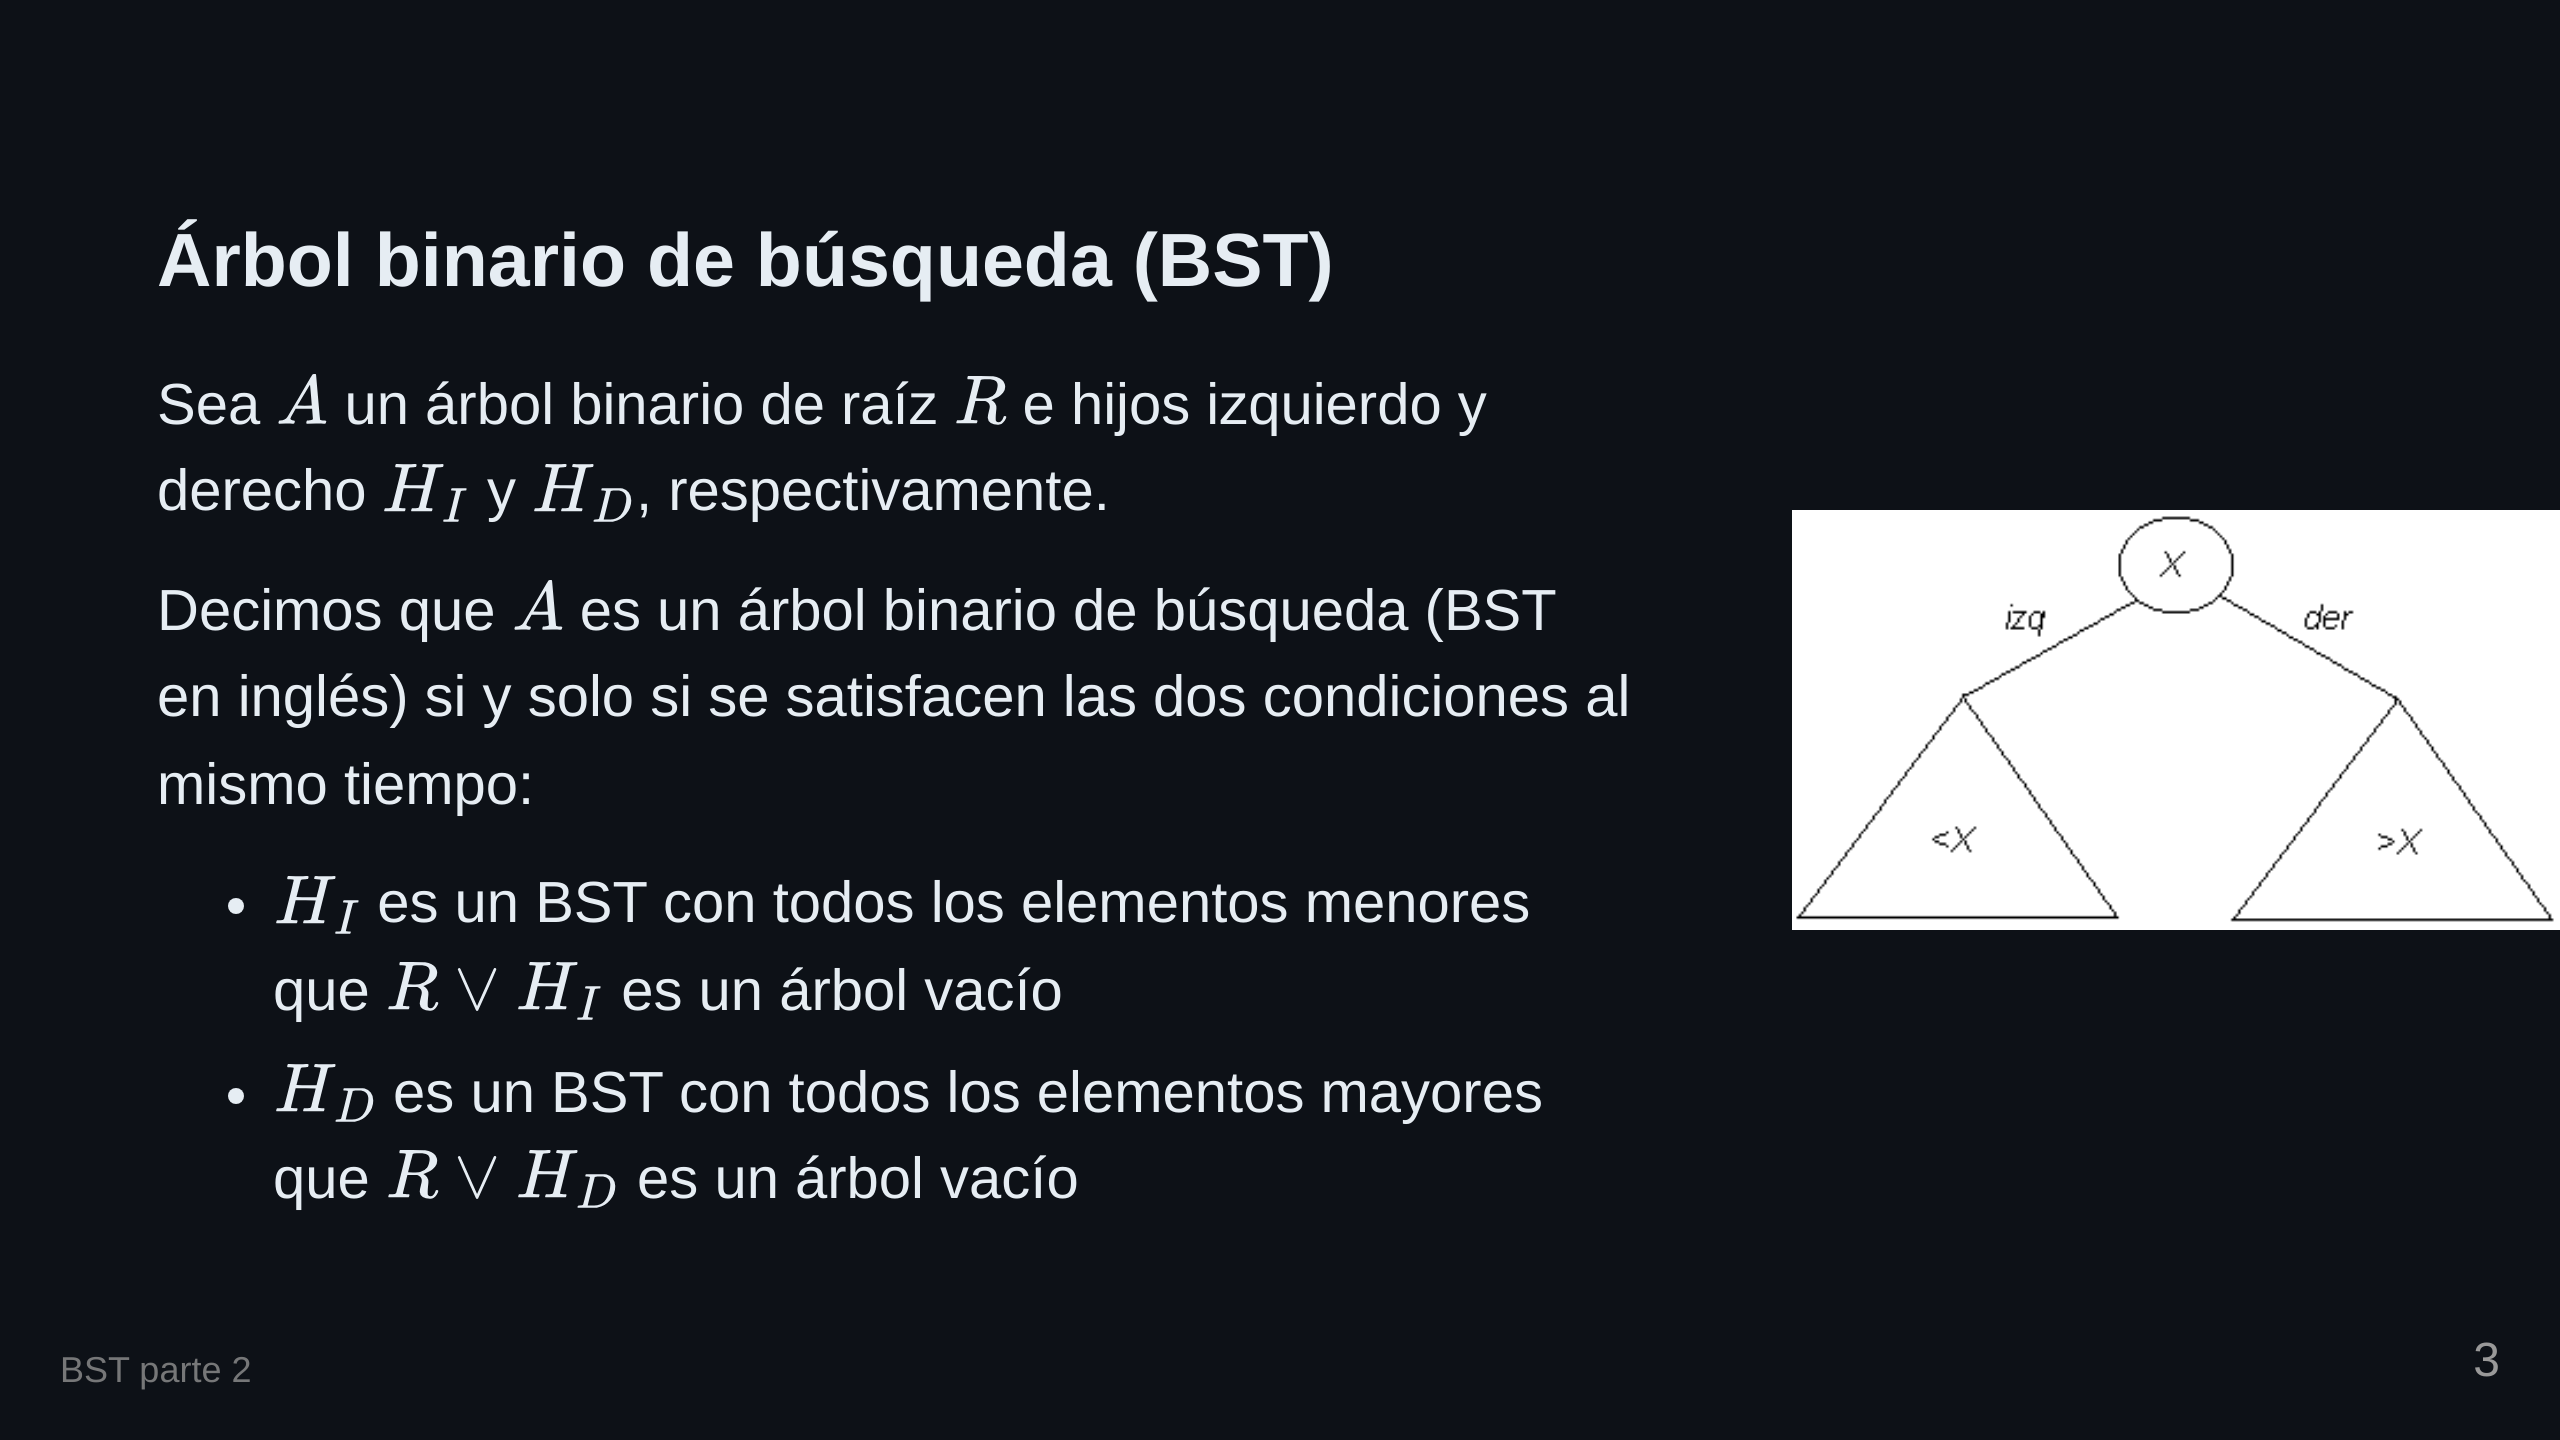 Árbol binario de búsqueda (BST)
Sea A un árbol binario de raíz R e hijos izquierdo y
derecho H_I y H_D, respectivamente.
Decimos que A es un árbol binario de búsqueda (BST
en inglés) si y solo si se satisfacen las dos condiciones al
mismo tiempo:
• H_I es un BST con todos los elementos menores
que R ∨ H_I es un árbol vacío
• H_D es un BST con todos los elementos mayores
que R ∨ H_D es un árbol vacío
X
izq
der
<X
>X
BST parte 2
3